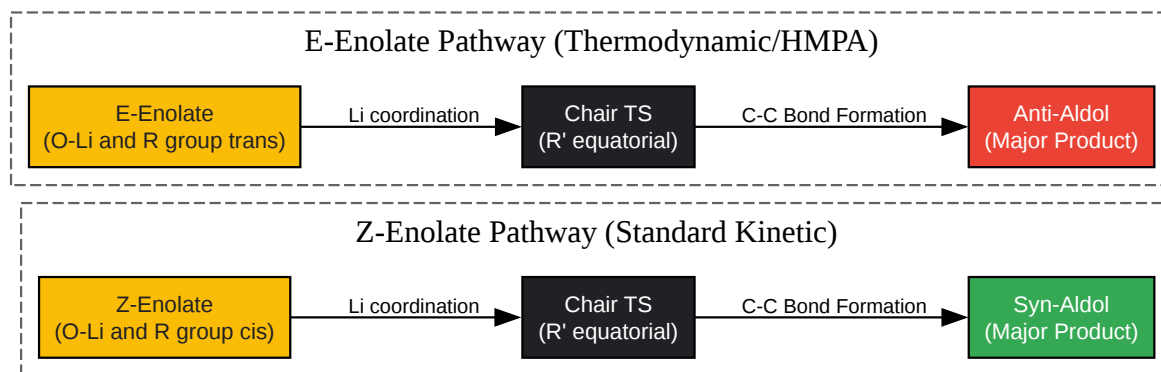 E-Enolate Pathway (Thermodynamic/HMPA)
E-Enolate
(O-Li and R group trans)
Li coordination
Chair TS
(R' equatorial)
C-C Bond Formation
Anti-Aldol
(Major Product)
Z-Enolate Pathway (Standard Kinetic)
Z-Enolate
(O-Li and R group cis)
Li coordination
Chair TS
(R' equatorial)
C-C Bond Formation
Syn-Aldol
(Major Product)